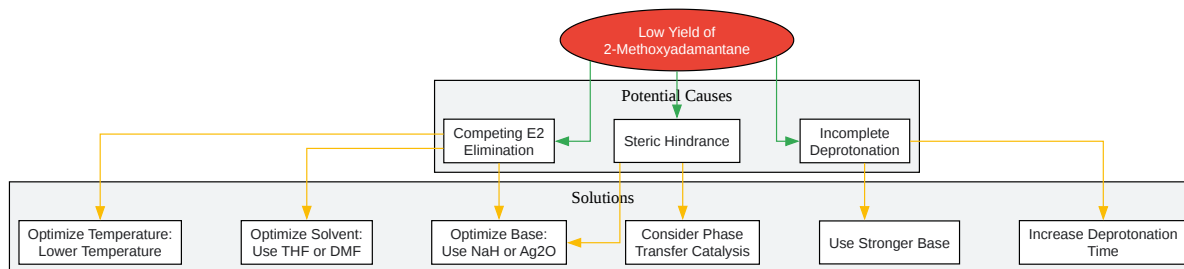 Low Yield of
2-Methoxyadamantane
Potential Causes
Competing E2
Elimination
Steric Hindrance
Incomplete
Deprotonation
Solutions
Optimize Temperature:
Lower Temperature
Optimize Solvent:
Use THF or DMF
Optimize Base:
Use NaH or Ag2O
Consider Phase
Transfer Catalysis
Use Stronger Base
Increase Deprotonation
Time